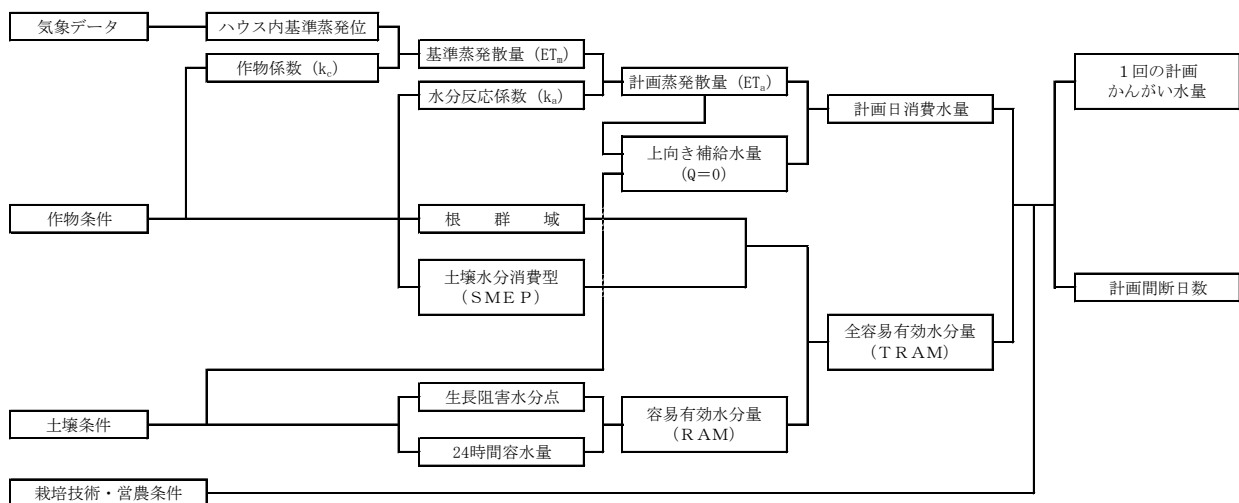 気象データ
ハウス内基準蒸発位
作物係数 (kc)
基準蒸発散量 (ETm)
水分反応係数 (ka)
計画蒸発散量 (ETa)
上向き補給水量
(Q=0)
計画日消費水量
1回の計画
かんがい水量
作物条件
根 群 域
土壌水分消費型
(SMEP)
計画間断日数
全容易有効水分量
(TRAM)
土壌条件
生長阻害水分点
24時間容水量
容易有効水分量
(RAM)
栽培技術・営農条件